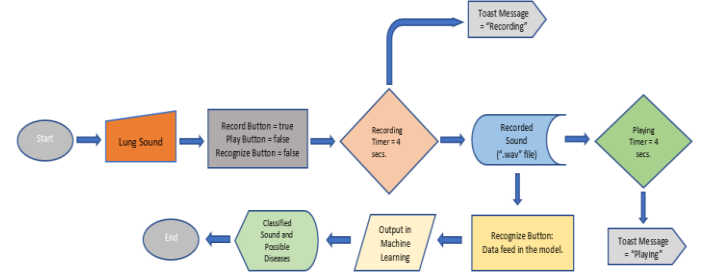 Toast Message
= "Recording"
Start
Lung Sound
Record Button = true
Play Button = false
Recognize Button = false
Recording
Timer = 4
secs.
Recorded
Sound
(".wav" file)
Playing
Timer = 4
secs.
End
Classified
Sound and
Possible
Diseases
Output in
Machine
Learning
Recognize Button:
Data feed in the model.
Toast Message
= "Playing"